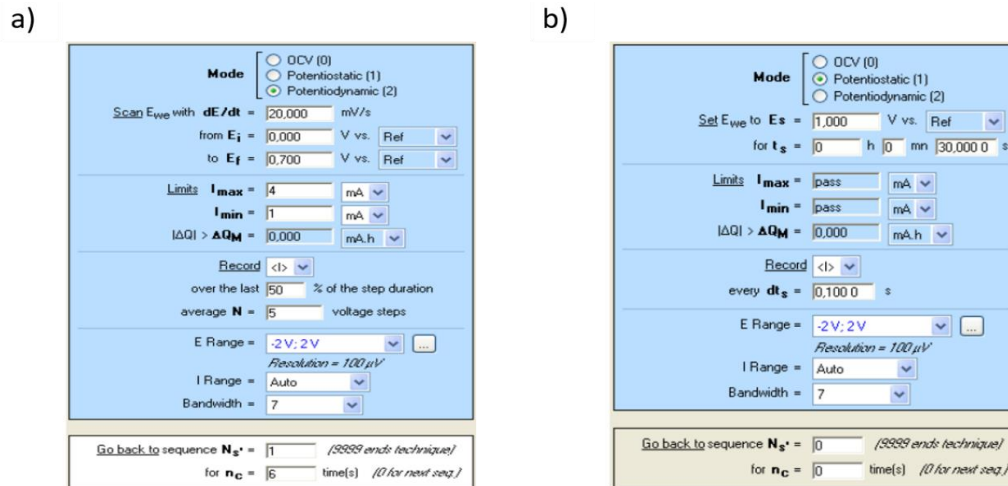 a)
OCV (0)
Mode Potentiostatic (1)
Potentiodynamic (2)
Scan Ewe with dE/dt = 20,000 mV/s
from Ei = 0,000 V vs. Ref
to Ef = 0,700 V vs. Ref
Limits Imax = 4 mA
Imin = 1 mA
|ΔQ| > ΔQM = 0,000 mA.h
Record <I>
over the last 50 % of the step duration
average N = 5 voltage steps
E Range = -2 V; 2 V ...
Resolution = 100 µV
I Range = Auto
Bandwidth = 7
Go back to sequence Ns' = 1 (9999 ends technique)
for nc = 6 time(s) (0 for next seq.)
b)
OCV (0)
Mode Potentiostatic (1)
Potentiodynamic (2)
Set Ewe to Es = 1,000 V vs. Ref
for ts = 0 h 0 mn 30,000 0 s
Limits Imax = pass mA
Imin = pass mA
|ΔQ| > ΔQM = 0,000 mA.h
Record <I>
every dts = 0,100 0 s
E Range = -2 V; 2 V ...
Resolution = 100 µV
I Range = Auto
Bandwidth = 7
Go back to sequence Ns' = 0 (9999 ends technique)
for nc = 0 time(s) (0 for next seq.)